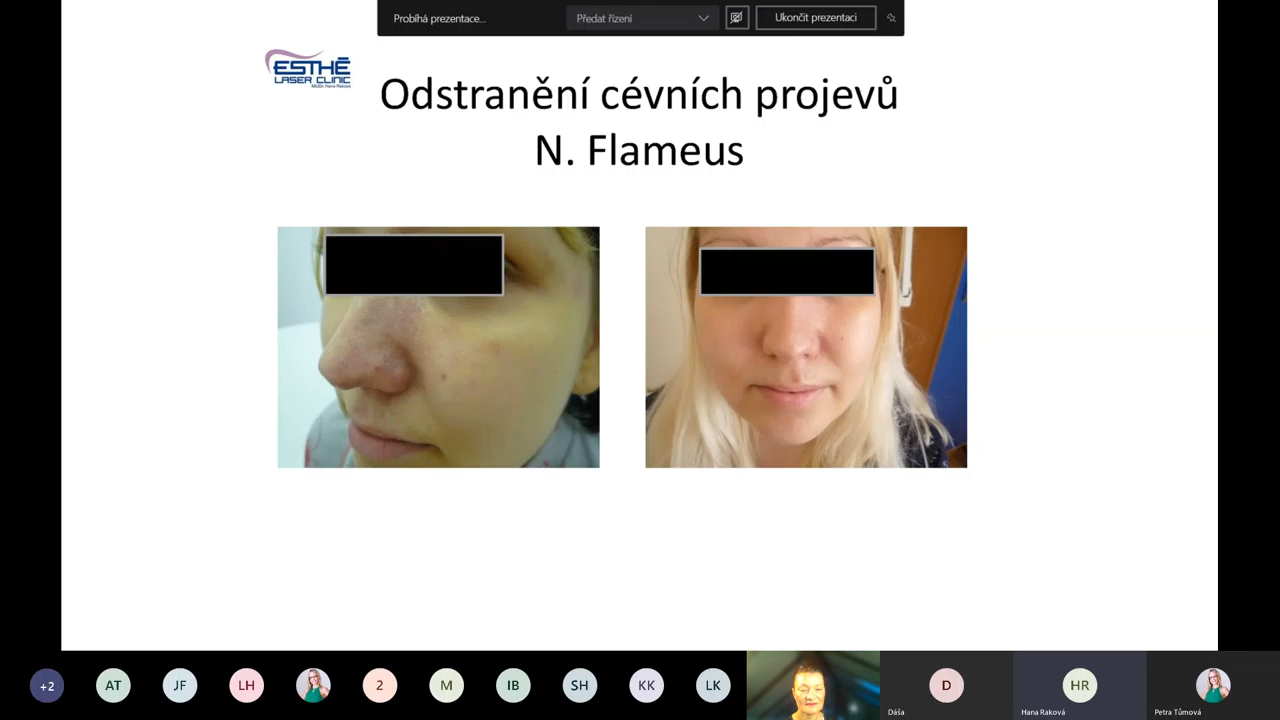 Probíhá prezentace...
Předat řízení
Ukončit prezentaci
ESTHÉ
LASER CLINIC
MUDr. Hana Raková
Odstranění cévních projevů
N. Flameus
+2
AT
JF
LH
2
M
IB
SH
KK
LK
D
HR
Dáša
Hana Raková
Petra Tůmová